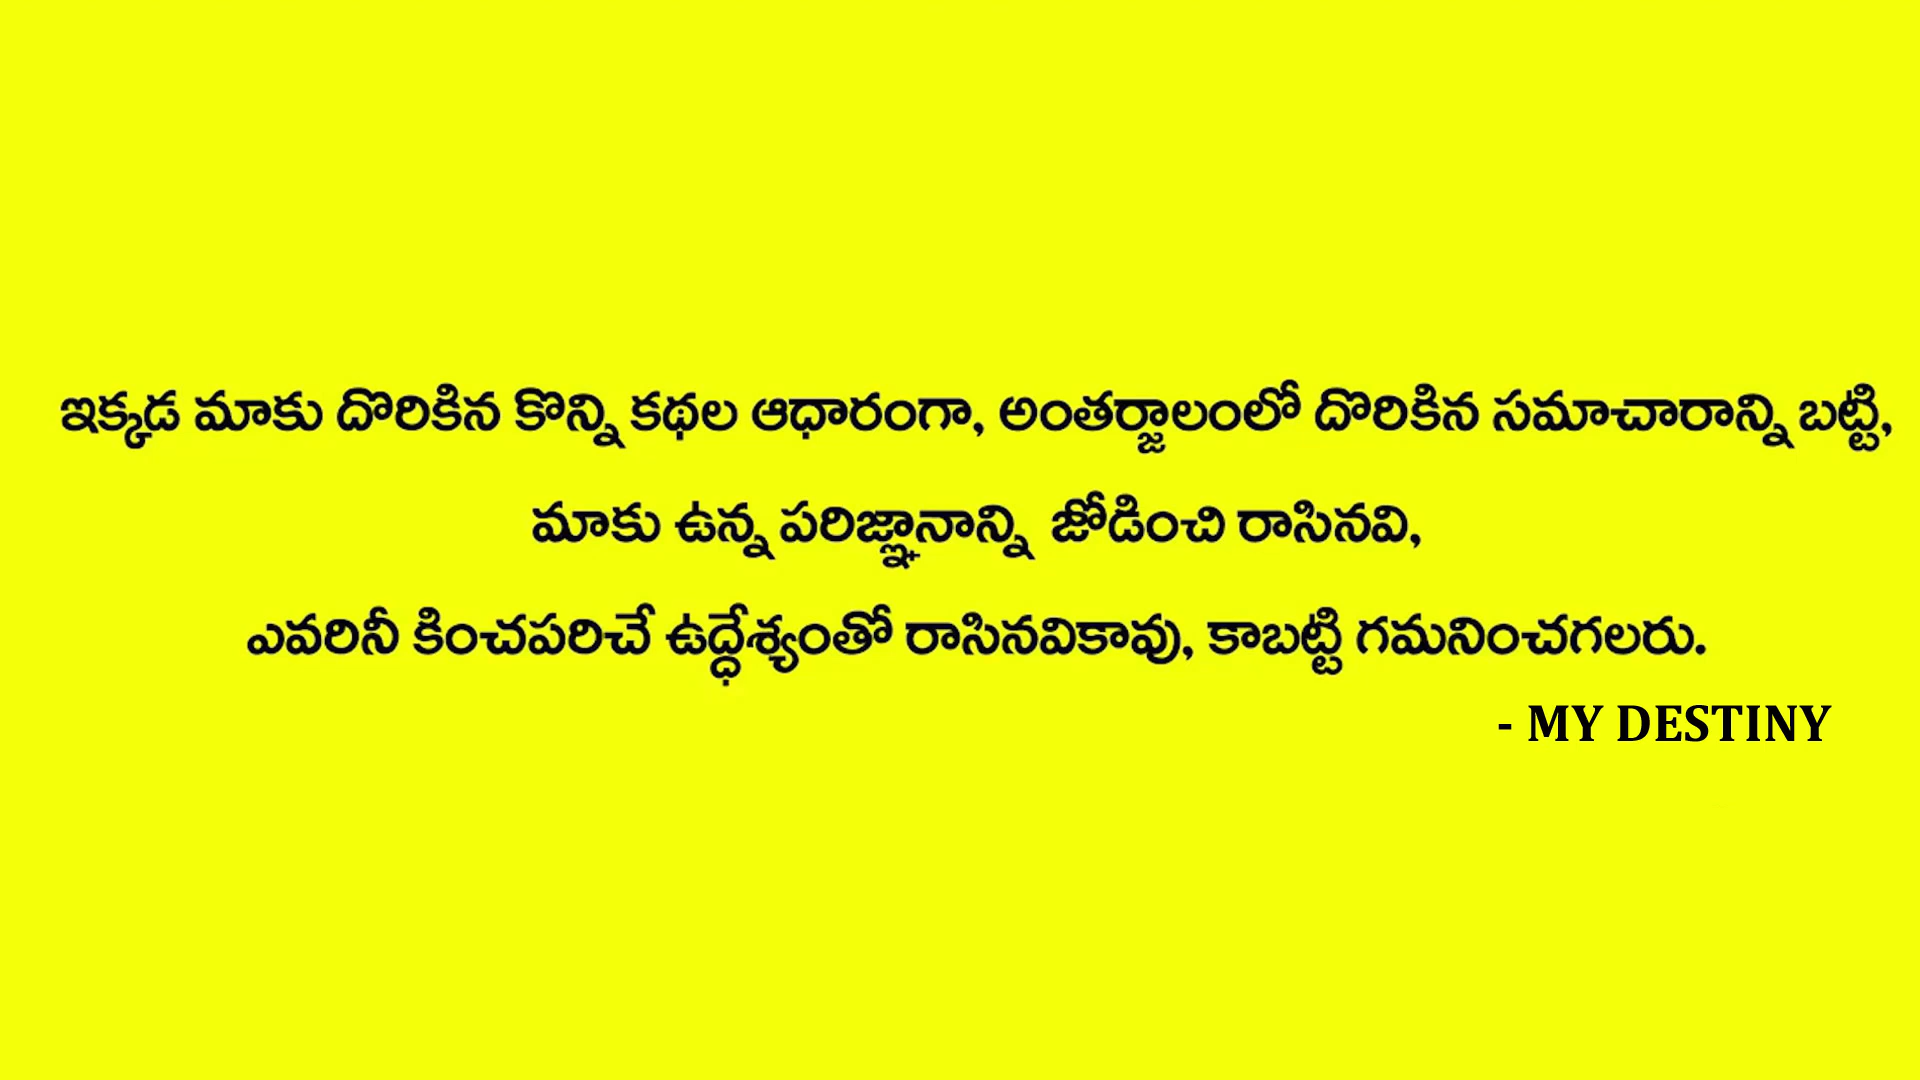 ఇక్కడ మాకు దొరికిన కొన్ని కథల ఆధారంగా, అంతర్జాలంలో దొరికిన సమాచారాన్ని బట్టి,
మాకు ఉన్న పరిజ్ఞానాన్ని జోడించి రాసినవి,
ఎవరినీ కించపరిచే ఉద్ధేశ్యంతో రాసినవికావు, కాబట్టి గమనించగలరు.
- MY DESTINY